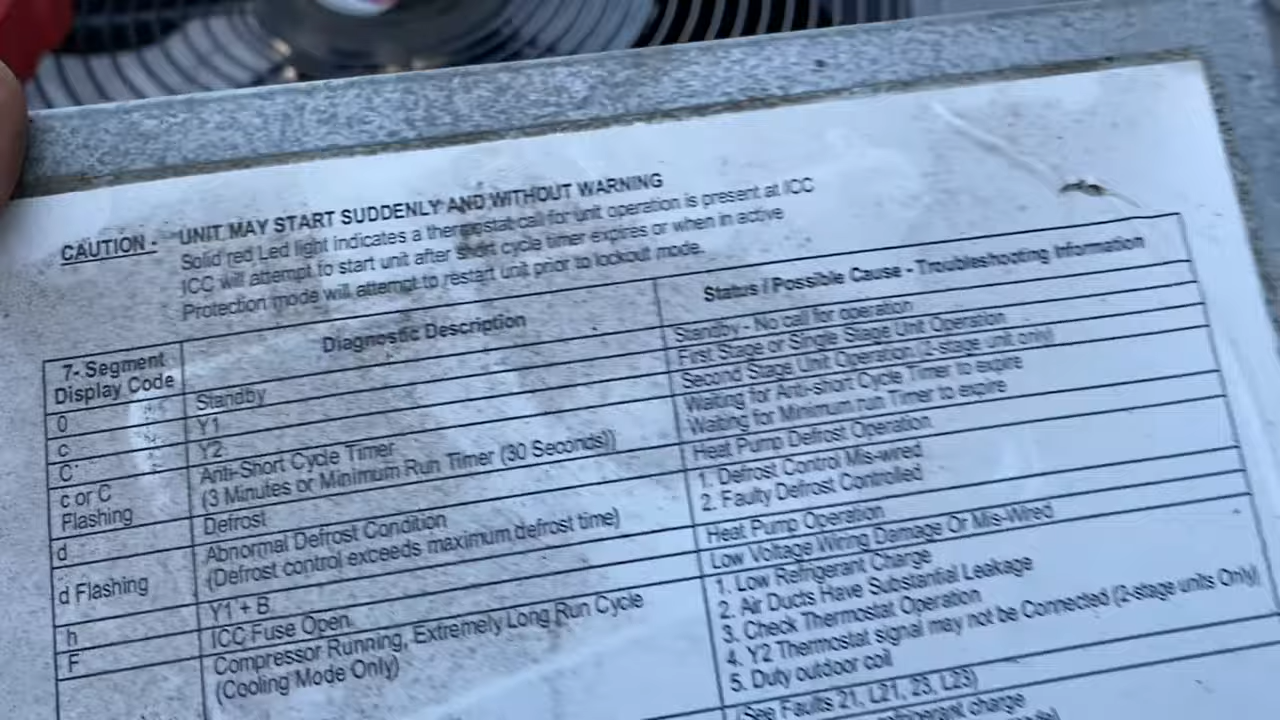 CAUTION - UNIT MAY START SUDDENLY AND WITHOUT WARNING
Solid red Led light indicates a thermostat call for unit operation is present at ICC
ICC will attempt to start unit after short cycle timer expires or when in active
Protection mode will attempt to restart unit prior to lockout mode.
7- Segment
Display Code
Diagnostic Description
Status / Possible Cause - Troubleshooting Information
0
Standby
Standby - No call for operation
c
Y1
First Stage or Single Stage Unit Operation
C
Y2
Second Stage Unit Operation (2-stage unit only)
c or C
Flashing
Anti-Short Cycle Timer
(3 Minutes or Minimum Run Timer (30 Seconds))
Waiting for Anti-short Cycle Timer to expire
Waiting for Minimum run Timer to expire
d
Defrost
Heat Pump Defrost Operation
d Flashing
Abnormal Defrost Condition
(Defrost control exceeds maximum defrost time)
1. Defrost Control Mis-wired
2. Faulty Defrost Controlled
h
Y1 + B
Heat Pump Operation
F
ICC Fuse Open
Low Voltage Wiring Damage Or Mis-Wired
Compressor Running, Extremely Long Run Cycle
(Cooling Mode Only)
1. Low Refrigerant Charge
2. Air Ducts Have Substantial Leakage
3. Check Thermostat Operation
4. Y2 Thermostat signal may not be Connected (2-stage units Only)
5. Duty outdoor coil
(See Faults 21, L21, 23, L23)
charge